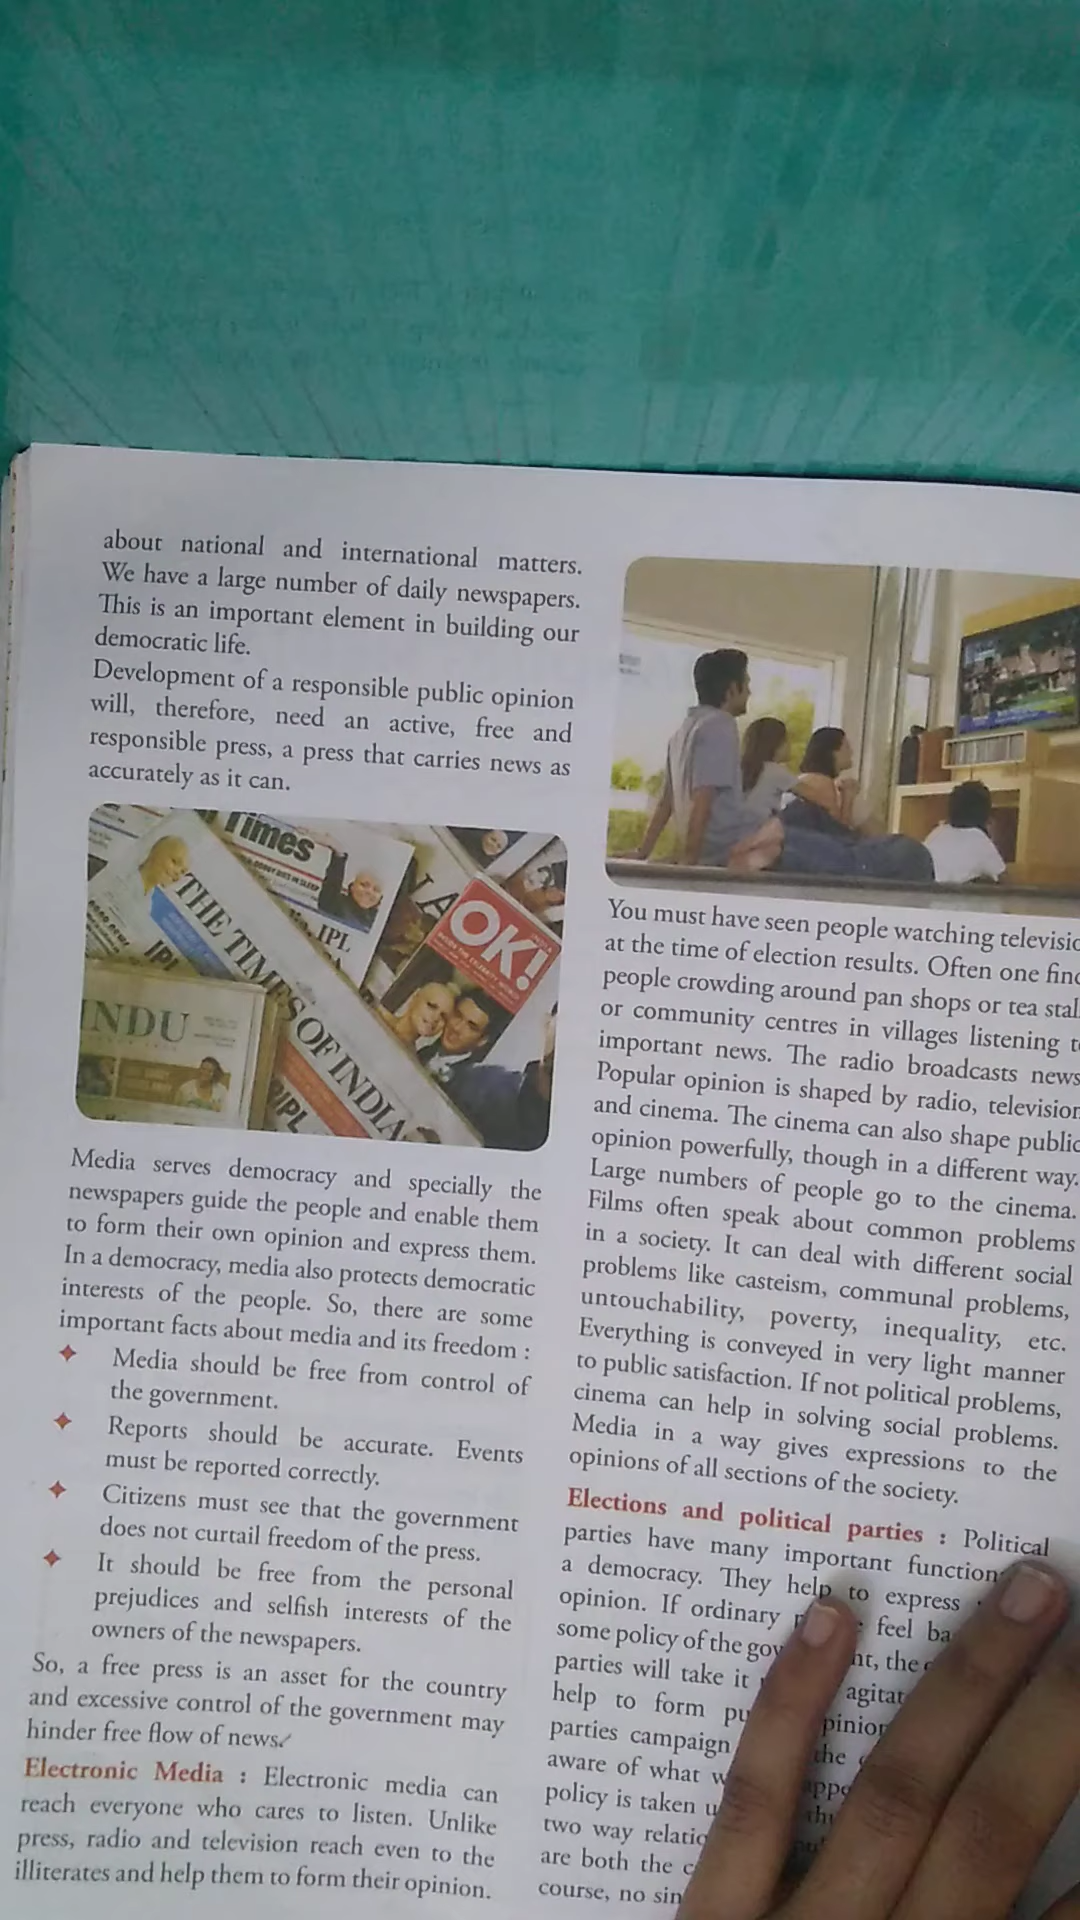 about national and international matters.
We have a large number of daily newspapers.
This is an important element in building our
democratic life.
Development of a responsible public opinion
will, therefore, need an active, free and
responsible press, a press that carries news as
accurately as it can.
Times
IPL
THE TIMES OF INDIA
OK!
IPL
INDU
IPL
Media serves democracy and specially the
newspapers guide the people and enable them
to form their own opinion and express them.
In a democracy, media also protects democratic
interests of the people. So, there are some
important facts about media and its freedom :
Media should be free from control of
the government.
Reports should be accurate. Events
must be reported correctly.
Citizens must see that the government
does not curtail freedom of the press.
It should be free from the personal
prejudices and selfish interests of the
owners of the newspapers.
So, a free press is an asset for the country
and excessive control of the government may
hinder free flow of news.
Electronic Media : Electronic media can
reach everyone who cares to listen. Unlike
press, radio and television reach even to the
illiterates and help them to form their opinion.
You must have seen people watching televisio
at the time of election results. Often one find
people crowding around pan shops or tea stal
or community centres in villages listening t
important news. The radio broadcasts news
Popular opinion is shaped by radio, television
and cinema. The cinema can also shape public
opinion powerfully, though in a different way.
Large numbers of people go to the cinema.
Films often speak about common problems
in a society. It can deal with different social
problems like casteism, communal problems,
untouchability, poverty, inequality, etc.
Everything is conveyed in very light manner
to public satisfaction. If not political problems,
cinema can help in solving social problems.
Media in a way gives expressions to the
opinions of all sections of the society.
Elections and political parties : Political
parties have many important function
a democracy. They help to express
opinion. If ordinary feel ba
some policy of the gov nt, the
parties will take it agitat
help to form pu pinion
parties campaign the
aware of what w appo
policy is taken u
two way relatio
are both the c
course, no sin